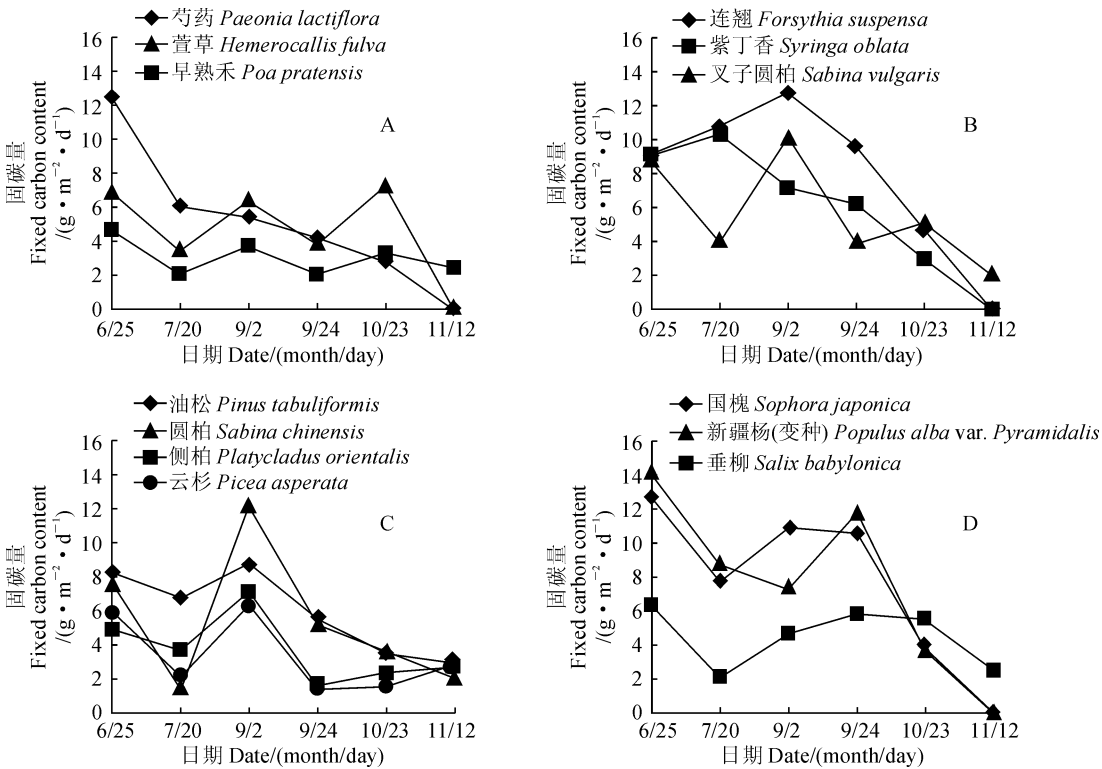 芍药 Paeonia lactiflora
萱草 Hemerocallis fulva
早熟禾 Poa pratensis
A
固碳量
Fixed carbon content
/(g·m⁻²·d⁻¹)
16
14
12
10
8
6
4
2
0
6/25 7/20 9/2 9/24 10/23 11/12
日期 Date/(month/day)
连翘 Forsythia suspensa
紫丁香 Syringa oblata
叉子圆柏 Sabina vulgaris
B
固碳量
Fixed carbon content
/(g·m⁻²·d⁻¹)
16
14
12
10
8
6
4
2
0
6/25 7/20 9/2 9/24 10/23 11/12
日期 Date/(month/day)
油松 Pinus tabuliformis
圆柏 Sabina chinensis
侧柏 Platycladus orientalis
云杉 Picea asperata
C
固碳量
Fixed carbon content
/(g·m⁻²·d⁻¹)
16
14
12
10
8
6
4
2
0
6/25 7/20 9/2 9/24 10/23 11/12
日期 Date/(month/day)
国槐 Sophora japonica
新疆杨(变种) Populus alba var. Pyramidalis
垂柳 Salix babylonica
D
固碳量
Fixed carbon content
/(g·m⁻²·d⁻¹)
16
14
12
10
8
6
4
2
0
6/25 7/20 9/2 9/24 10/23 11/12
日期 Date/(month/day)